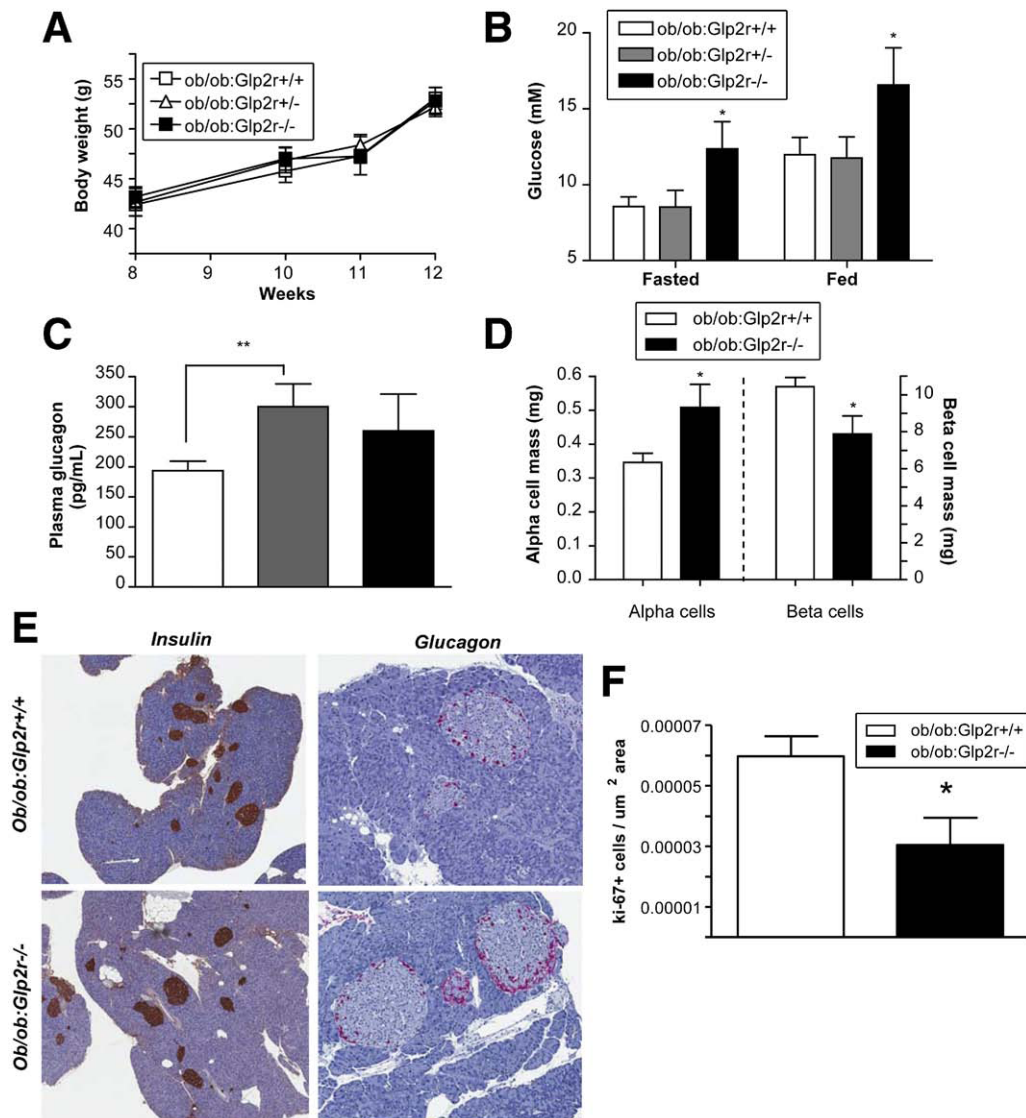 A
ob/ob:Glp2r+/+
ob/ob:Glp2r+/-
ob/ob:Glp2r-/-
Body weight (g)
55
50
45
40
8
9
10
11
12
Weeks
B
ob/ob:Glp2r+/+
ob/ob:Glp2r+/-
ob/ob:Glp2r-/-
Glucose (mM)
20
15
10
5
*
*
Fasted
Fed
C
**
Plasma glucagon
(pg/mL)
350
300
250
200
150
100
50
0
D
ob/ob:Glp2r+/+
ob/ob:Glp2r-/-
Alpha cell mass (mg)
0.6
0.5
0.4
0.3
0.2
0.1
0.0
*
*
10
8
6
4
2
0
Beta cell mass (mg)
Alpha cells
Beta cells
E
Insulin
Glucagon
Ob/ob:Glp2r+/+
Ob/ob:Glp2r-/-
F
ob/ob:Glp2r+/+
ob/ob:Glp2r-/-
ki-67+ cells / um 2 area
0.00007
0.00005
0.00003
0.00001
*